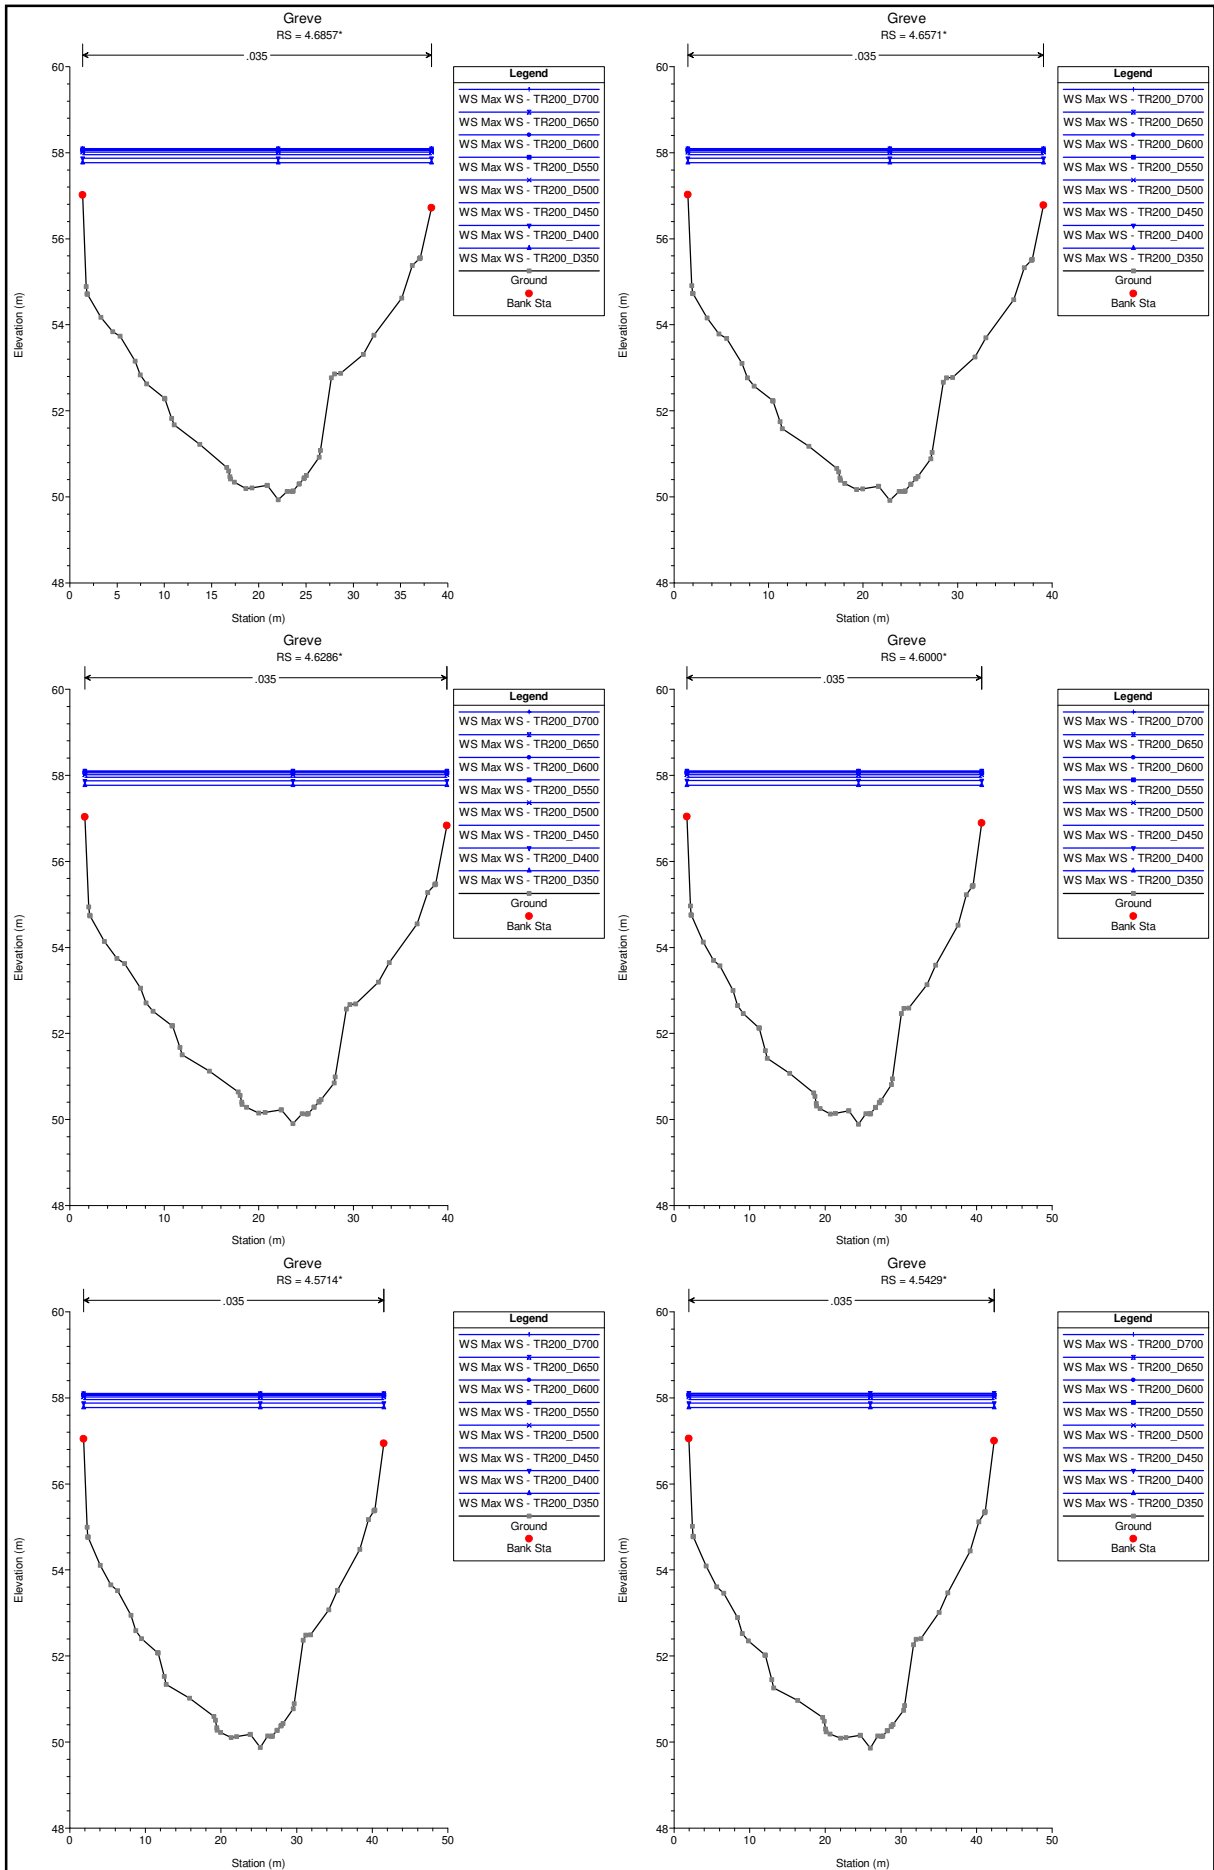 Greve
RS = 4.6857*
.035
60
58
56
54
52
50
48
0
5
10
15
20
25
30
35
40
Elevation (m)
Station (m)
Legend
WS Max WS - TR200_D700
WS Max WS - TR200_D650
WS Max WS - TR200_D600
WS Max WS - TR200_D550
WS Max WS - TR200_D500
WS Max WS - TR200_D450
WS Max WS - TR200_D400
WS Max WS - TR200_D350
Ground
Bank Sta
Greve
RS = 4.6571*
.035
60
58
56
54
52
50
48
0
10
20
30
40
Elevation (m)
Station (m)
Legend
WS Max WS - TR200_D700
WS Max WS - TR200_D650
WS Max WS - TR200_D600
WS Max WS - TR200_D550
WS Max WS - TR200_D500
WS Max WS - TR200_D450
WS Max WS - TR200_D400
WS Max WS - TR200_D350
Ground
Bank Sta
Greve
RS = 4.6286*
.035
60
58
56
54
52
50
48
0
10
20
30
40
Elevation (m)
Station (m)
Legend
WS Max WS - TR200_D700
WS Max WS - TR200_D650
WS Max WS - TR200_D600
WS Max WS - TR200_D550
WS Max WS - TR200_D500
WS Max WS - TR200_D450
WS Max WS - TR200_D400
WS Max WS - TR200_D350
Ground
Bank Sta
Greve
RS = 4.6000*
.035
60
58
56
54
52
50
48
0
10
20
30
40
50
Elevation (m)
Station (m)
Legend
WS Max WS - TR200_D700
WS Max WS - TR200_D650
WS Max WS - TR200_D600
WS Max WS - TR200_D550
WS Max WS - TR200_D500
WS Max WS - TR200_D450
WS Max WS - TR200_D400
WS Max WS - TR200_D350
Ground
Bank Sta
Greve
RS = 4.5714*
.035
60
58
56
54
52
50
48
0
10
20
30
40
50
Elevation (m)
Station (m)
Legend
WS Max WS - TR200_D700
WS Max WS - TR200_D650
WS Max WS - TR200_D600
WS Max WS - TR200_D550
WS Max WS - TR200_D500
WS Max WS - TR200_D450
WS Max WS - TR200_D400
WS Max WS - TR200_D350
Ground
Bank Sta
Greve
RS = 4.5429*
.035
60
58
56
54
52
50
48
0
10
20
30
40
50
Elevation (m)
Station (m)
Legend
WS Max WS - TR200_D700
WS Max WS - TR200_D650
WS Max WS - TR200_D600
WS Max WS - TR200_D550
WS Max WS - TR200_D500
WS Max WS - TR200_D450
WS Max WS - TR200_D400
WS Max WS - TR200_D350
Ground
Bank Sta